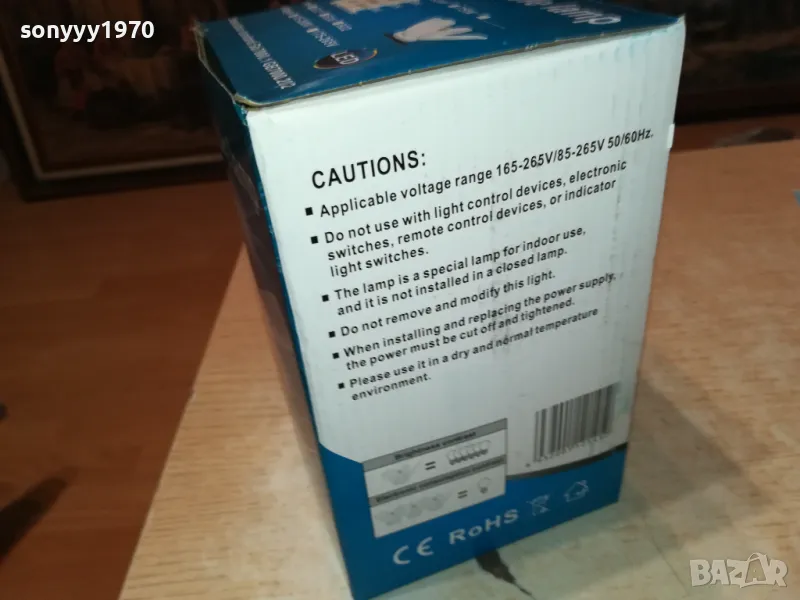 sonyyy1970
LED
CAUTIONS:
▪ Applicable voltage range 165-265V/85-265V 50/60Hz.
▪ Do not use with light control devices, electronic
switches, remote control devices, or indicator
light switches.
▪ The lamp is a special lamp for indoor use,
and it is not installed in a closed lamp.
▪ Do not remove and modify this light.
▪ When installing and replacing the power supply,
the power must be cut off and tightened.
▪ Please use it in a dry and normal temperature
environment.
Brightness contrast
=
=
CE RoHS
BAZAR